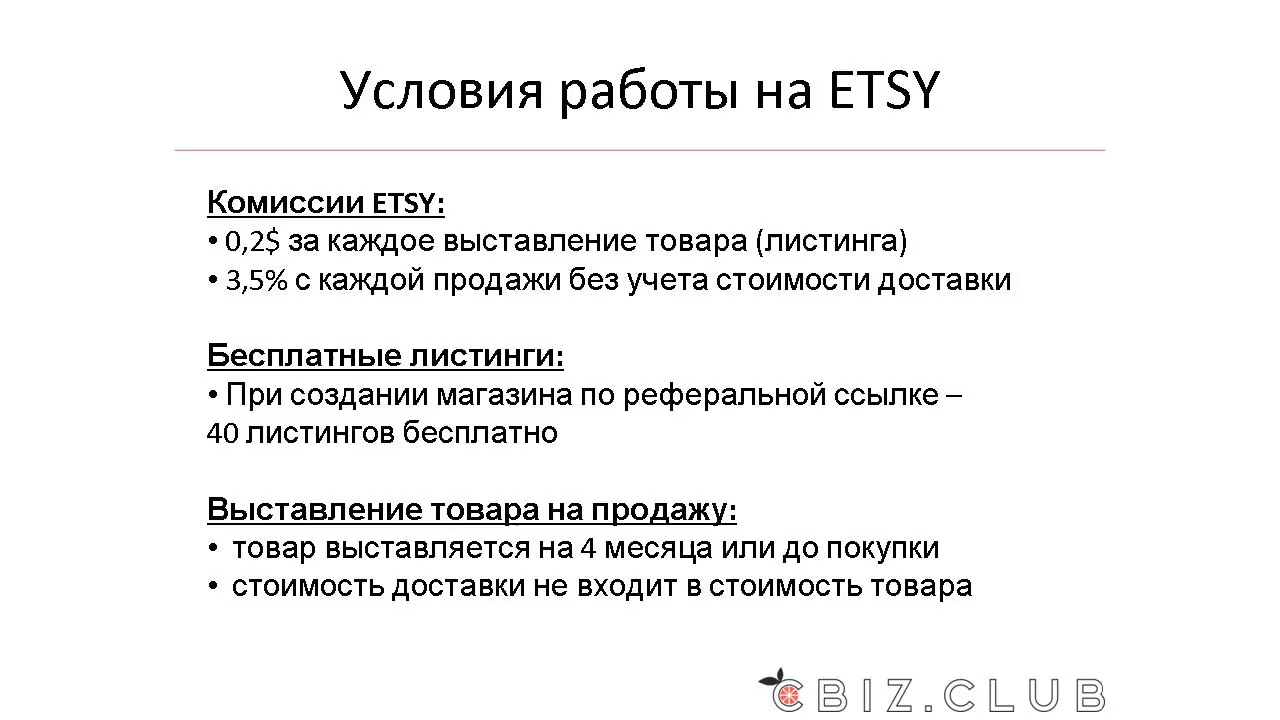 Условия работы на ETSY
Комиссии ETSY:
• 0,2$ за каждое выставление товара (листинга)
• 3,5% с каждой продажи без учета стоимости доставки
Бесплатные листинги:
• При создании магазина по реферальной ссылке –
40 листингов бесплатно
Выставление товара на продажу:
• товар выставляется на 4 месяца или до покупки
• стоимость доставки не входит в стоимость товара
CBIZ.CLUB